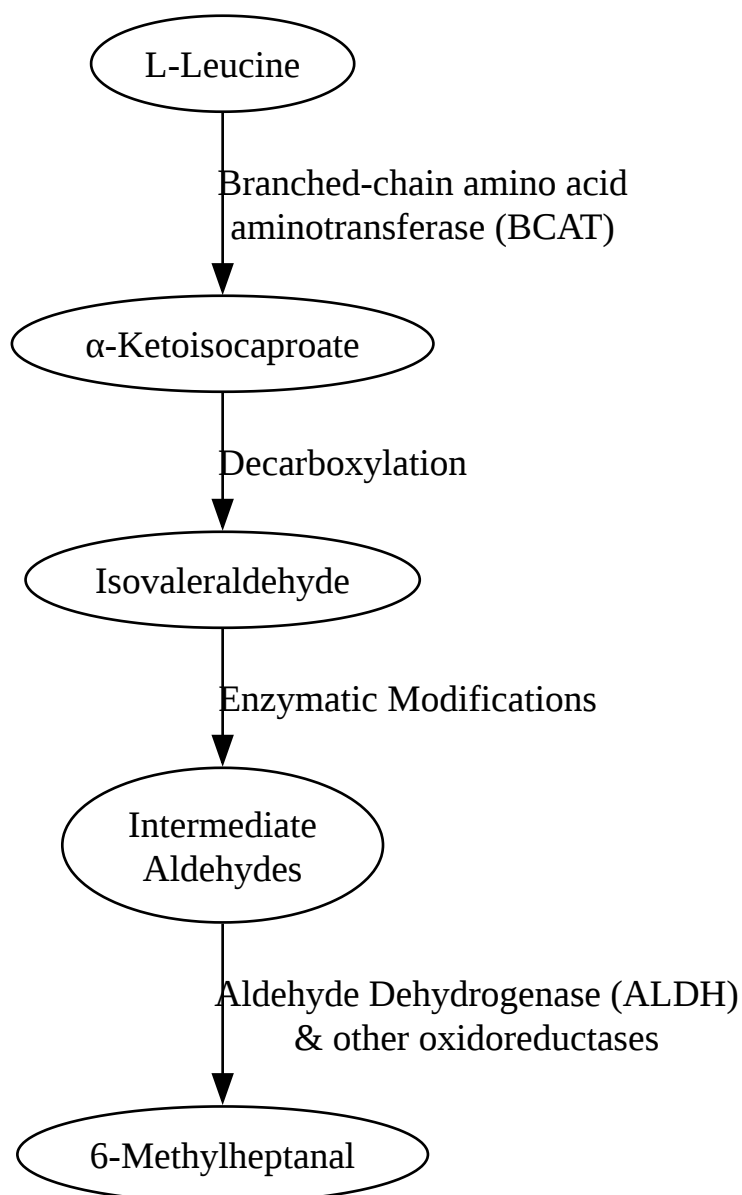 L-Leucine
Branched-chain amino acid
aminotransferase (BCAT)
α-Ketoisocaproate
Decarboxylation
Isovaleraldehyde
Enzymatic Modifications
Intermediate
Aldehydes
Aldehyde Dehydrogenase (ALDH)
& other oxidoreductases
6-Methylheptanal